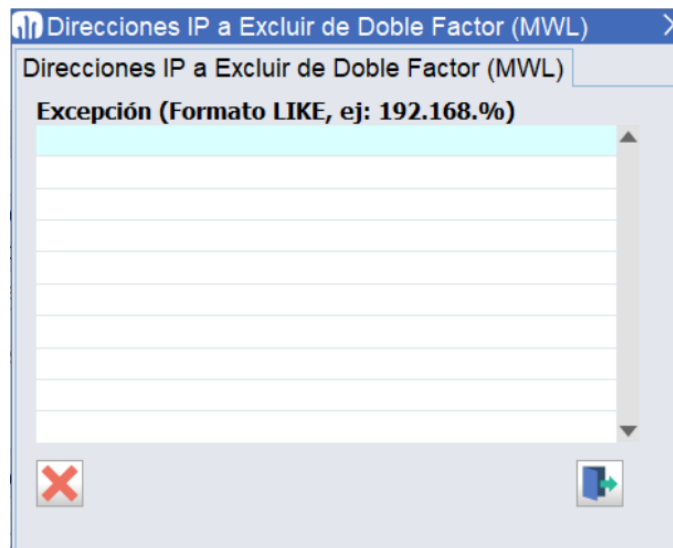 Direcciones IP a Excluir de Doble Factor (MWL)
Direcciones IP a Excluir de Doble Factor (MWL)
Excepción (Formato LIKE, ej: 192.168.%)